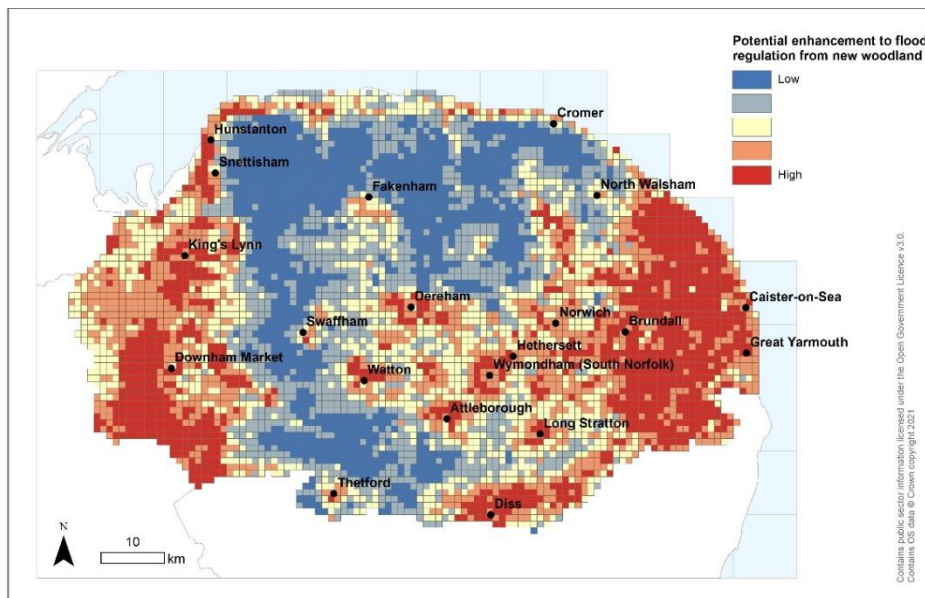 Potential enhancement to flood
regulation from new woodland
Low
High
Cromer
Hunstanton
Snettisham
Fakenham
North Walsham
King's Lynn
Dereham
Caister-on-Sea
Norwich
Swaffham
Brundall
Hethersett
Great Yarmouth
Downham Market
Watton
Wymondham (South Norfolk)
Attleborough
Long Stratton
Thetford
Diss
N
10
km
Contains public sector information licensed under the Open Government Licence v3.0.
Contains OS data © Crown copyright 2021